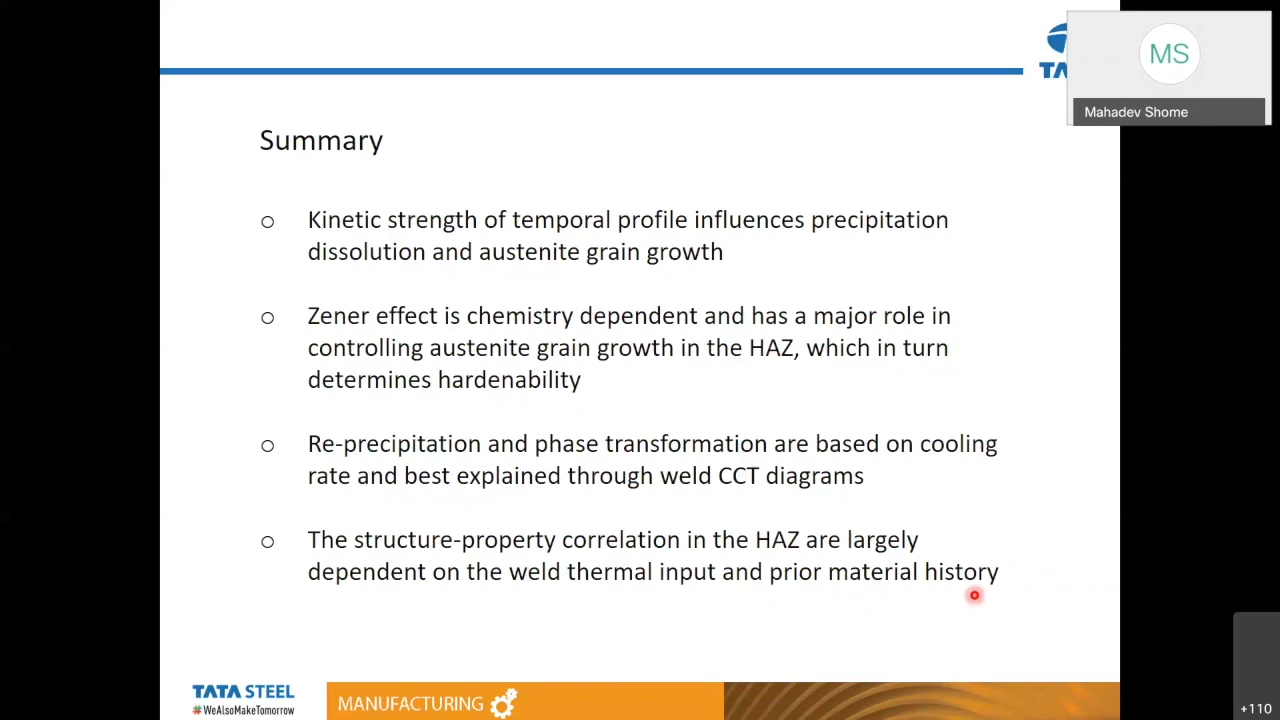 TA
MS
Mahadev Shome
Summary
o Kinetic strength of temporal profile influences precipitation
dissolution and austenite grain growth
o Zener effect is chemistry dependent and has a major role in
controlling austenite grain growth in the HAZ, which in turn
determines hardenability
o Re-precipitation and phase transformation are based on cooling
rate and best explained through weld CCT diagrams
o The structure-property correlation in the HAZ are largely
dependent on the weld thermal input and prior material history
TATA STEEL
#WeAlsoMakeTomorrow
MANUFACTURING
+110